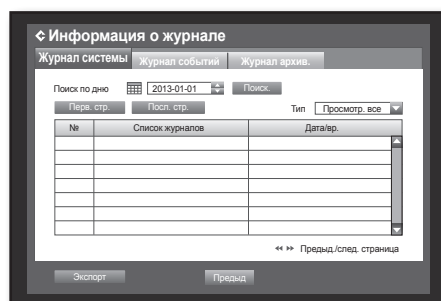 Информация о журнале
Журнал системы Журнал событий Журнал архив.
Поиск по дню 2013-01-01 Поиск.
Перв. стр. Посл. стр. Тип Просмотр. все
№ Список журналов Дата/вр.
Предыд./след. страница
Экспорт Предыд